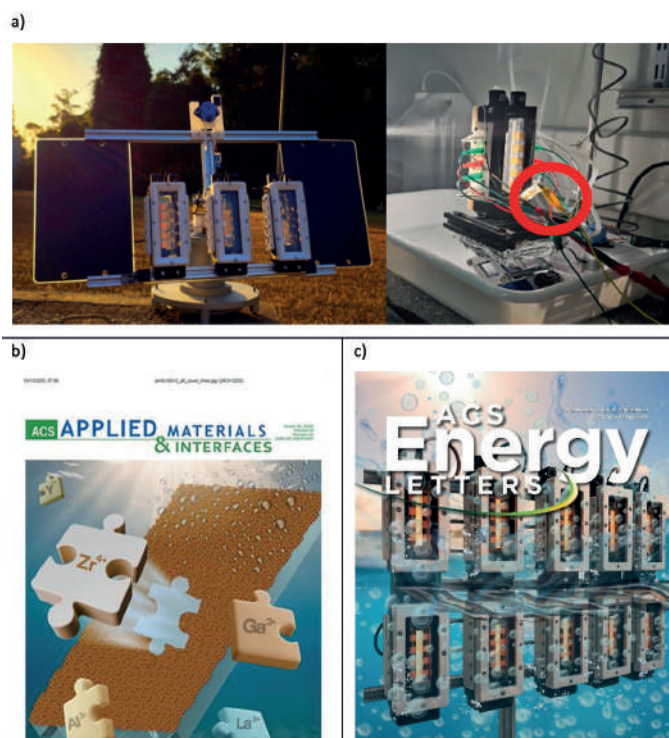 a)
b)
c)
ACS APPLIED MATERIALS
& INTERFACES
Y
Zr4+
Ga3+
Al3+
La3+
ACS
Energy
LETTERS